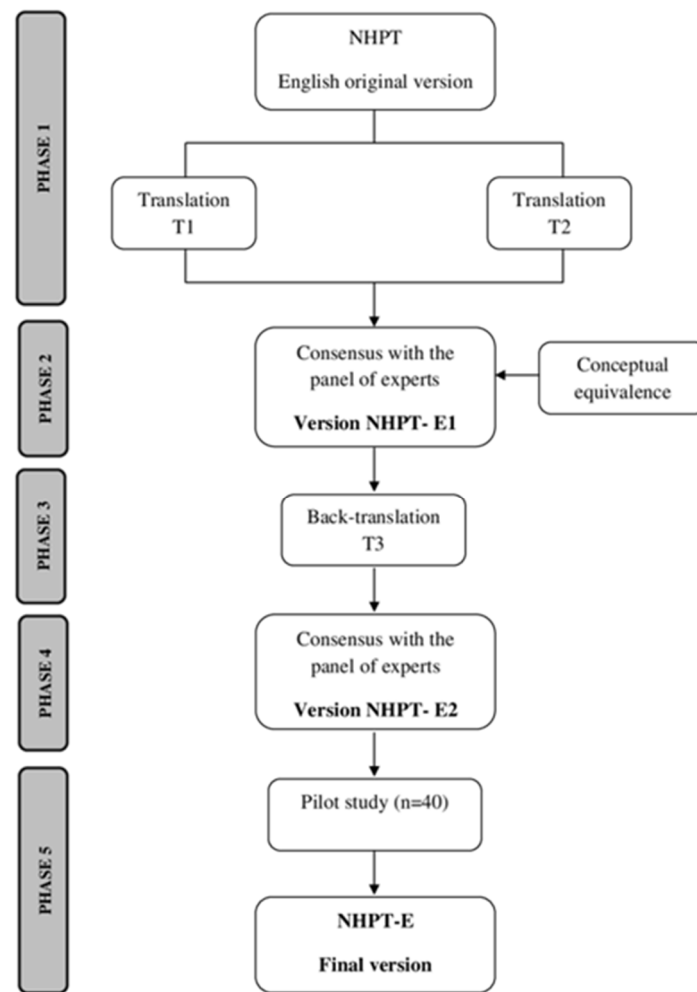 PHASE 1
NHPT
English original version
Translation
T1
Translation
T2
PHASE 2
Consensus with the
panel of experts
Version NHPT- E1
Conceptual
equivalence
PHASE 3
Back-translation
T3
PHASE 4
Consensus with the
panel of experts
Version NHPT- E2
PHASE 5
Pilot study (n=40)
NHPT-E
Final version